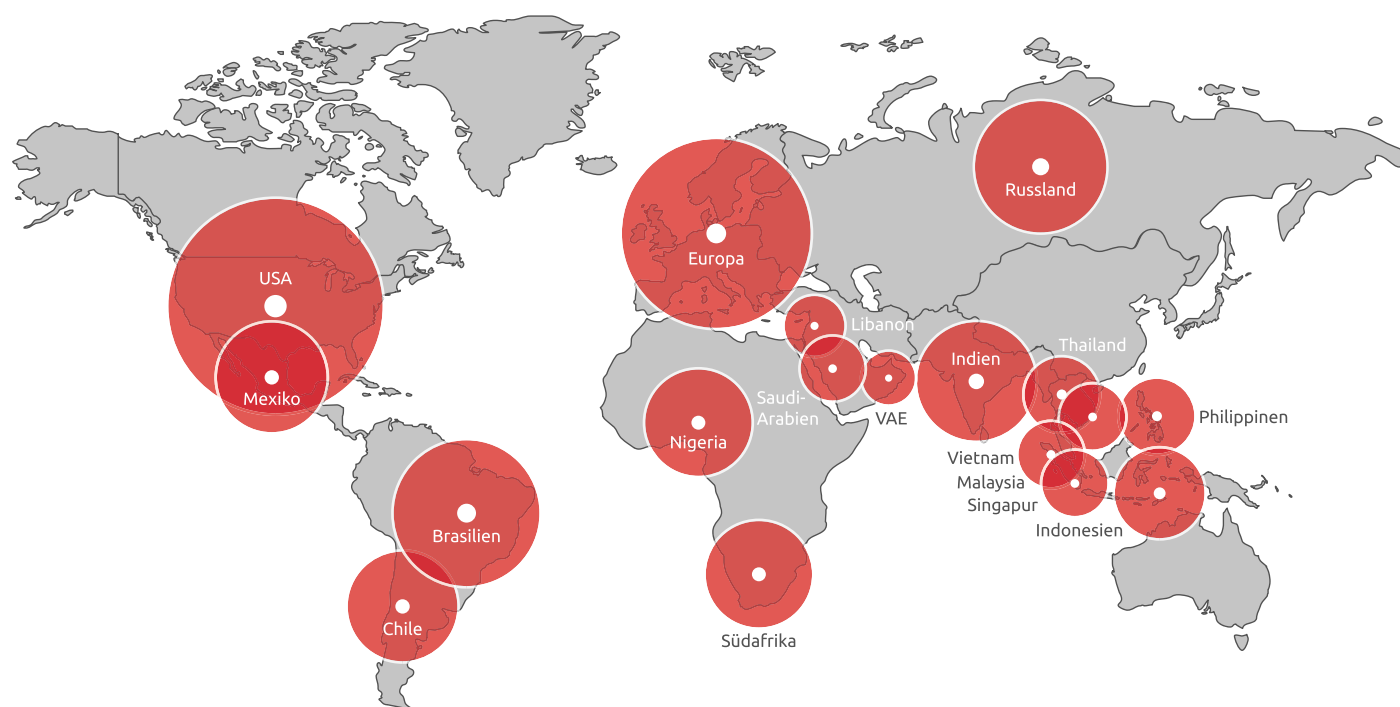 Russland
Europa
USA
Libanon
Thailand
Indien
Mexiko
Saudi-
Arabien
VAE
Philippinen
Nigeria
Vietnam
Malaysia
Singapur
Brasilien
Indonesien
Chile
Südafrika